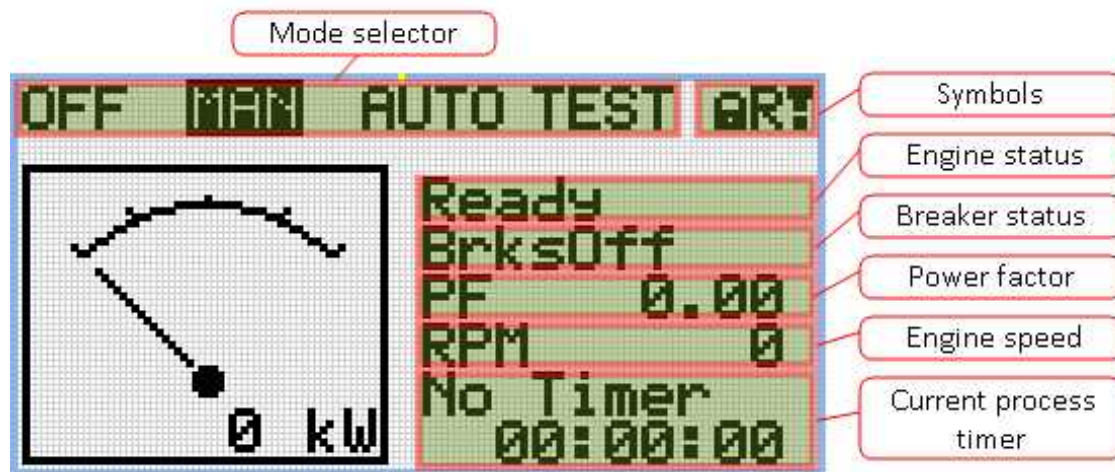 Mode selector
OFF MAN AUTO TEST R!
Symbols
Engine status
Ready
Breaker status
BrksOff
Power factor
PF 0.00
Engine speed
RPM 0
Current process
timer
No Timer
00:00:00
0 kW